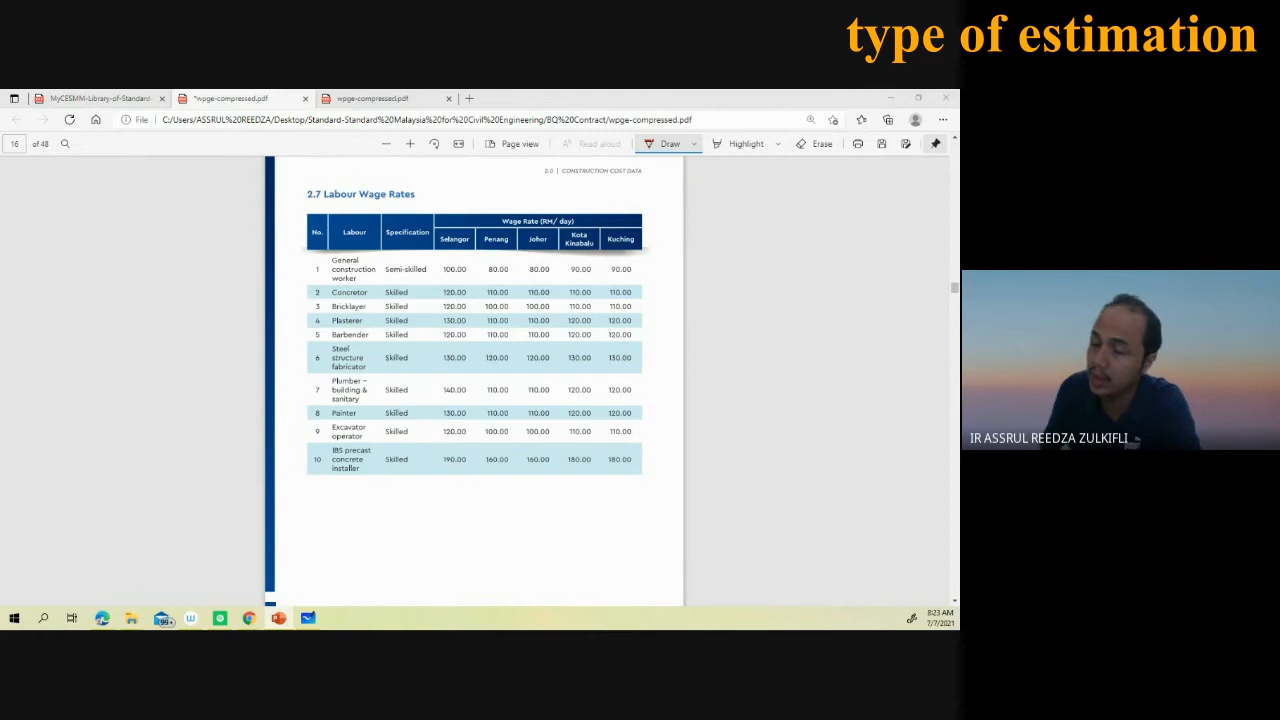 type of estimation
MyCESMM-Library-of-Standard
*wpge-compressed.pdf
wpge-compressed.pdf
File C:/Users/ASSRUL%20REEDZA/Desktop/Standard-Standard%20Malaysia%20for%20Civil%20Engineering/BQ%20Contract/wpge-compressed.pdf
16 of 48 Page view Read aloud Draw Highlight Erase
2.0 | CONSTRUCTION COST DATA
2.7 Labour Wage Rates
No. Labour Specification Wage Rate (RM/ day)
Selangor Penang Johor Kota Kinabalu Kuching
1 General construction worker Semi-skilled 100.00 80.00 80.00 90.00 90.00
2 Concretor Skilled 120.00 110.00 110.00 110.00 110.00
3 Bricklayer Skilled 120.00 100.00 100.00 110.00 110.00
4 Plasterer Skilled 130.00 110.00 110.00 120.00 120.00
5 Barbender Skilled 120.00 110.00 110.00 120.00 120.00
6 Steel structure fabricator Skilled 130.00 120.00 120.00 130.00 130.00
7 Plumber – building & sanitary Skilled 140.00 110.00 110.00 120.00 120.00
8 Painter Skilled 130.00 110.00 110.00 120.00 120.00
9 Excavator operator Skilled 120.00 100.00 100.00 110.00 110.00
10 IBS precast concrete installer Skilled 190.00 160.00 160.00 180.00 180.00
IR ASSRUL REEDZA ZULKIFLI
99+
8:23 AM
7/7/2021